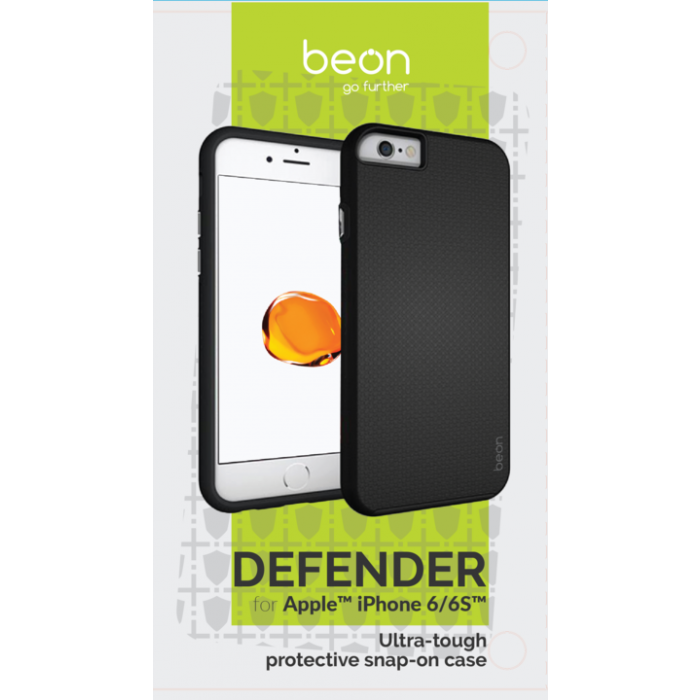 beon
go further
beon
DEFENDER
for Apple™ iPhone 6/6S™
Ultra-tough
protective snap-on case